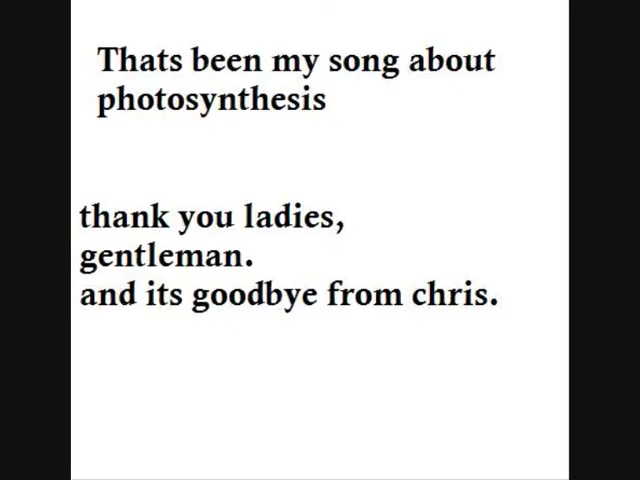 Thats been my song about
photosynthesis
thank you ladies,
gentleman.
and its goodbye from chris.